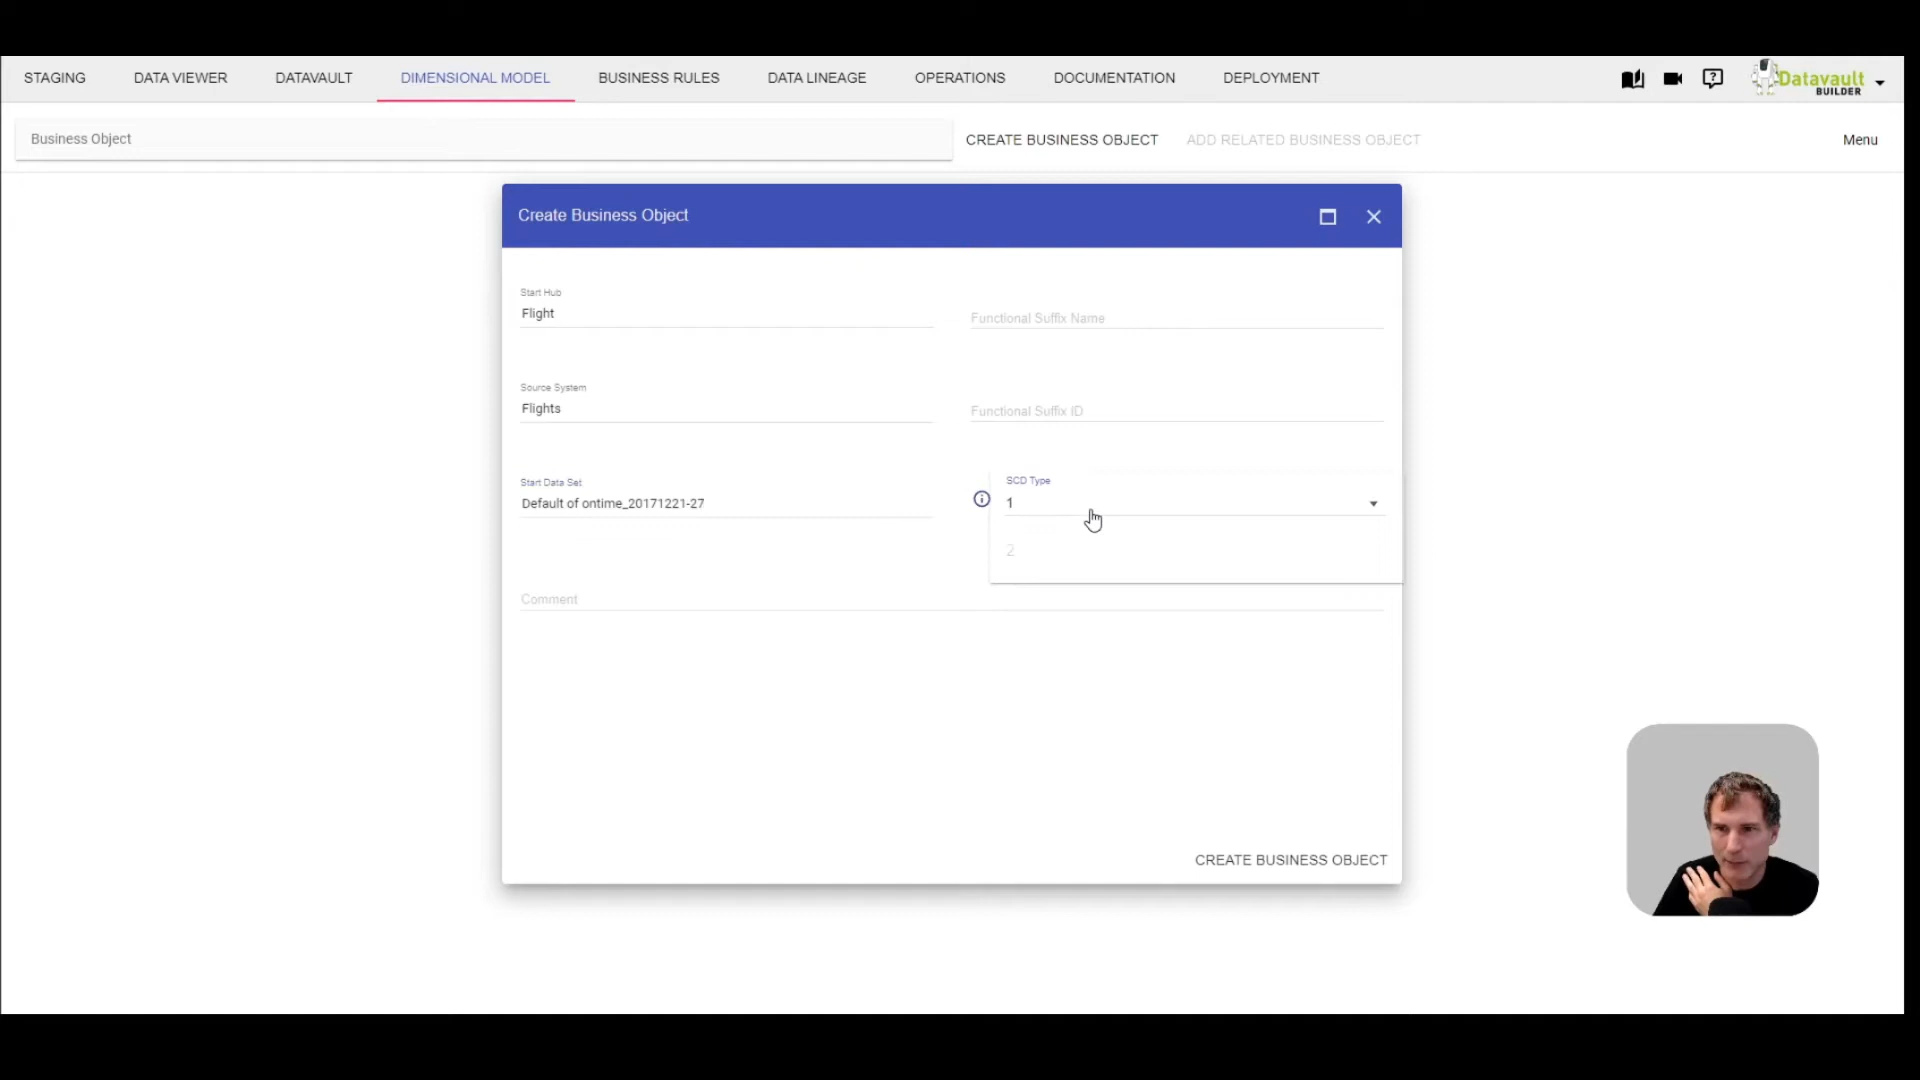 STAGING DATA VIEWER DATAVAULT DIMENSIONAL MODEL BUSINESS RULES DATA LINEAGE OPERATIONS DOCUMENTATION DEPLOYMENT Datavault BUILDER
Business Object CREATE BUSINESS OBJECT ADD RELATED BUSINESS OBJECT Menu
Create Business Object
Start Hub
Flight
Functional Suffix Name
Source System
Flights
Functional Suffix ID
Start Data Set
Default of ontime_20171221-27
SCD Type
1
2
Comment
CREATE BUSINESS OBJECT